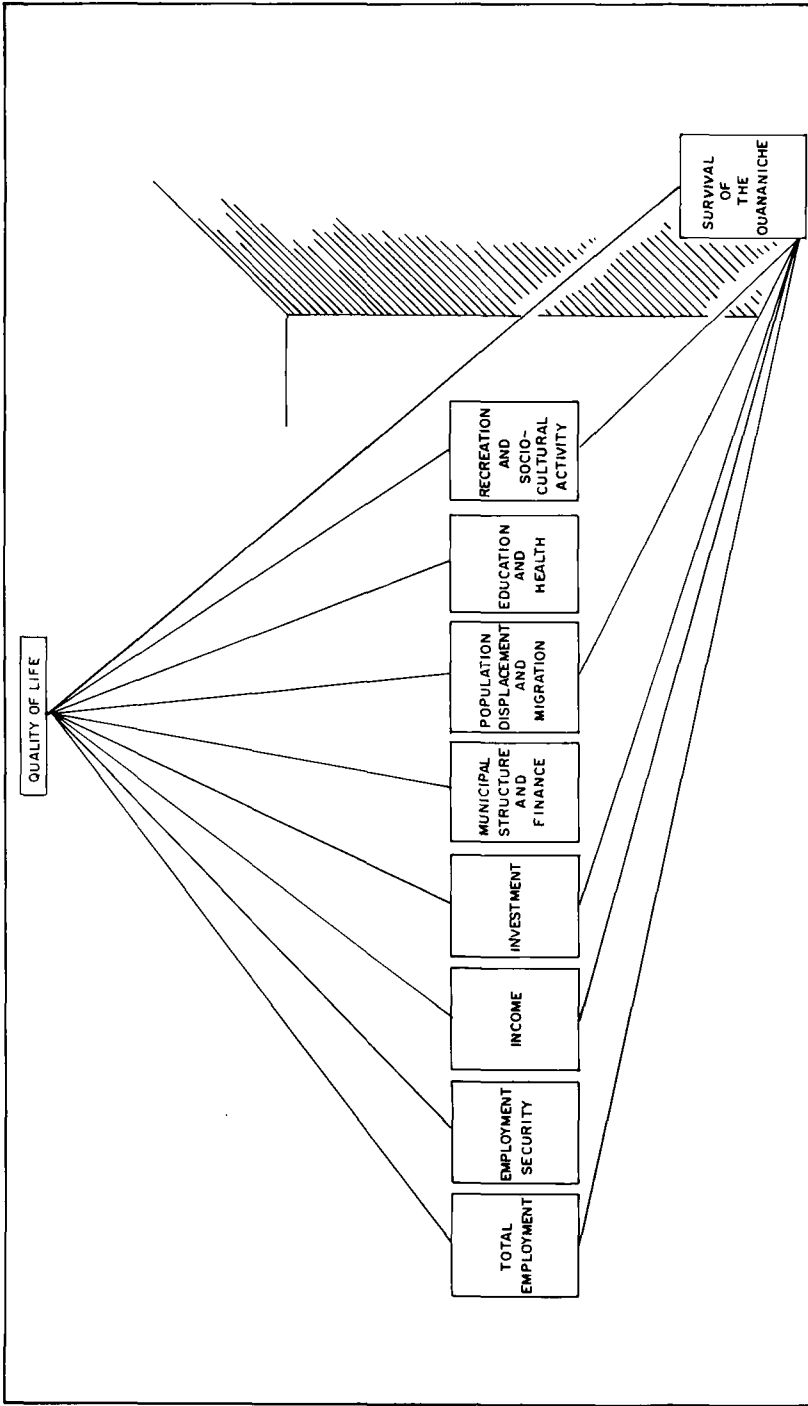 QUALITY OF LIFE
TOTAL
EMPLOYMENT
EMPLOYMENT
SECURITY
INCOME
INVESTMENT
MUNICIPAL
STRUCTURE
AND
FINANCE
POPULATION
DISPLACEMENT
AND
MIGRATION
EDUCATION
AND
HEALTH
RECREATION
AND
SOCIO-
CULTURAL
ACTIVITY
SURVIVAL
OF
THE
OUANANICHE